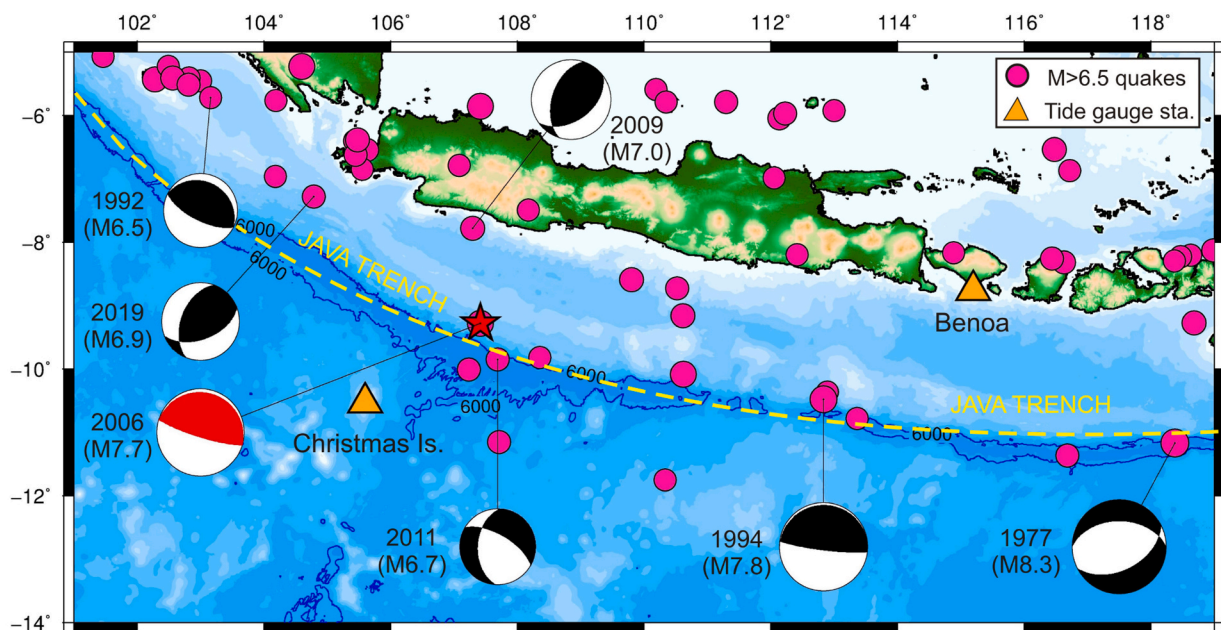 102° 104° 106° 108° 110° 112° 114° 116° 118°
M>6.5 quakes
Tide gauge sta.
−6°
2009
(M7.0)
1992
(M6.5)
6000
JAVA TRENCH
6000
−8°
2019
(M6.9)
Benoa
−10°
6000
6000
2006
(M7.7)
Christmas Is.
JAVA TRENCH
6000
−12°
2011
(M6.7)
1994
(M7.8)
1977
(M8.3)
−14°